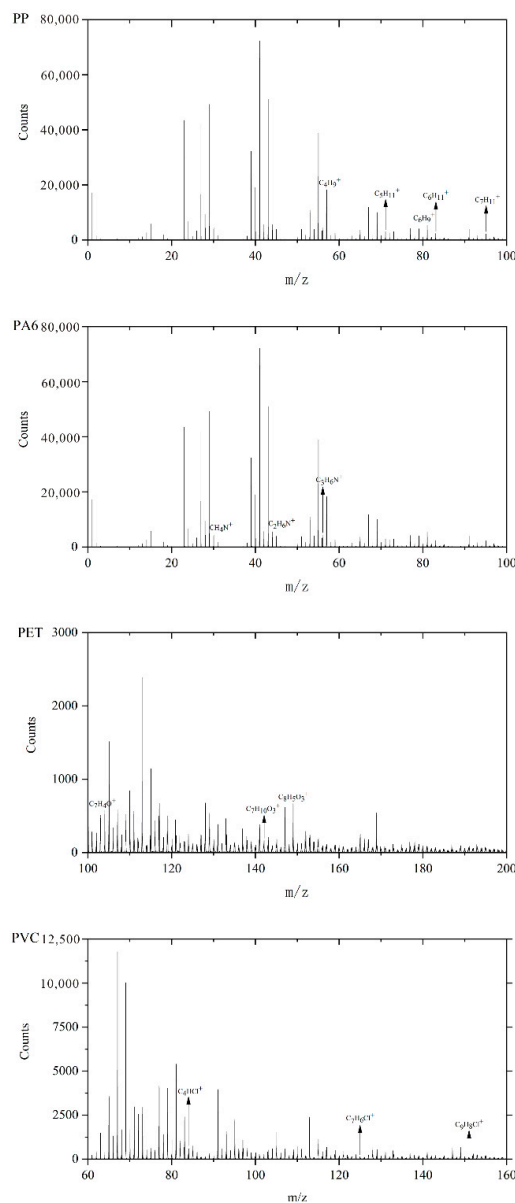 PP
80,000
60,000
40,000
20,000
0
Counts
C₄H₉⁺
C₅H₁₁⁺
C₆H₁₁⁺
C₆H₉⁺
C₇H₁₁⁺
0 20 40 60 80 100
m/z
PA6
80,000
60,000
40,000
20,000
0
Counts
CH₄N⁺
C₂H₆N⁺
C₃H₆N
0 20 40 60 80 100
m/z
PET
3000
2000
1000
0
Counts
C₇H₄O⁺
C₇H₁₀O₃⁺
100 120 140 160 180 200
m/z
PVC
12,500
10,000
7500
5000
2500
0
Counts
C₄HCl⁺
C₇H₆Cl⁺
C₉H₈Cl⁺
60 80 100 120 140 160
m/z